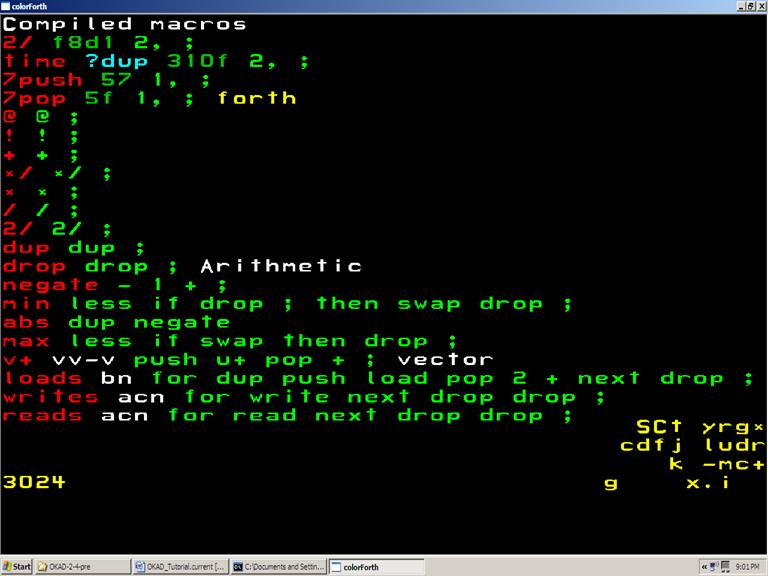 colorForth
Compiled macros
2/ f8d1 2, ;
time ?dup 310f 2, ;
7push 57 1, ;
7pop 5f 1, ; forth
@ @ ;
! ! ;
+ + ;
*/ */ ;
* * ;
/ / ;
2/ 2/ ;
dup dup ;
drop drop ; Arithmetic
negate - 1 + ;
min less if drop ; then swap drop ;
abs dup negate
max less if swap then drop ;
v+ vv-v push u+ pop + ; vector
loads bn for dup push load pop 2 + next drop ;
writes acn for write next drop drop ;
reads acn for read next drop drop ;
SCt yrg*
cdfj ludr
k -mc+
3024 g x.i
Start OKAD-2-4-pre OKAD_Tutorial.current [... C:\Documents and Settin... colorForth « 9:01 PM